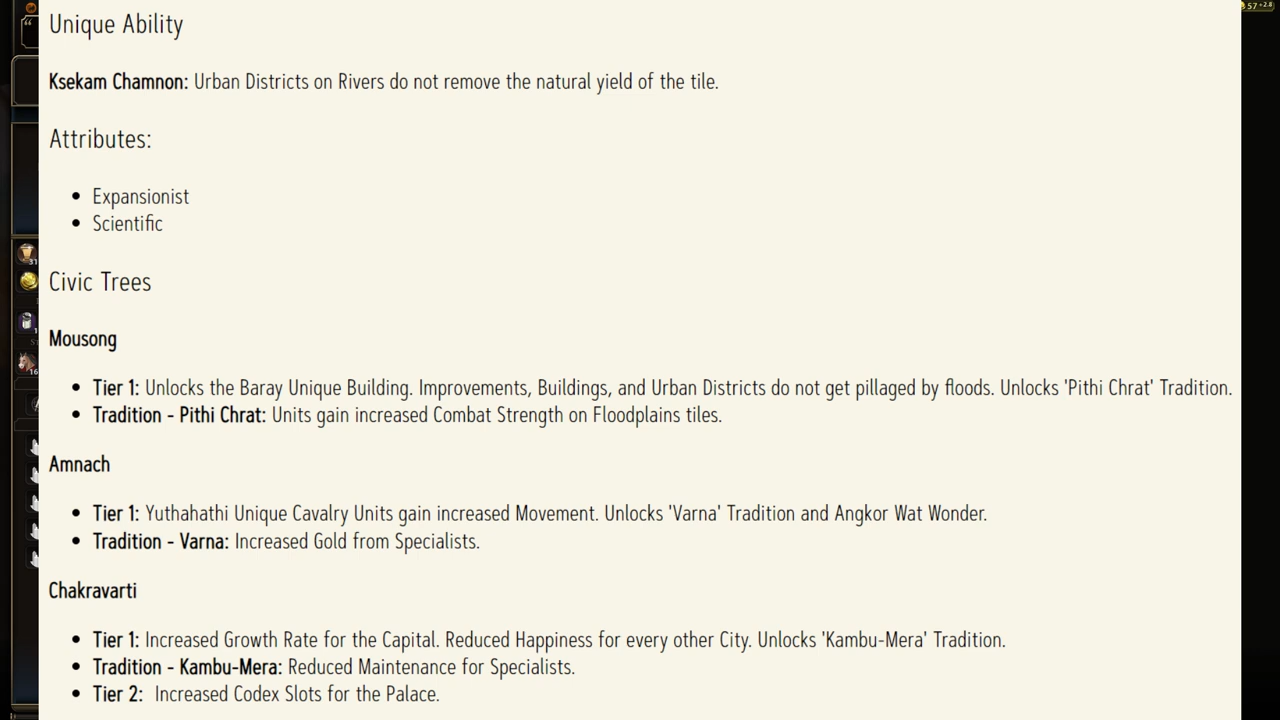 57 +2.8
Unique Ability
Ksekam Chamnon: Urban Districts on Rivers do not remove the natural yield of the tile.
Attributes:
• Expansionist
• Scientific
Civic Trees
Mousong
• Tier 1: Unlocks the Baray Unique Building. Improvements, Buildings, and Urban Districts do not get pillaged by floods. Unlocks 'Pithi Chrat' Tradition.
• Tradition - Pithi Chrat: Units gain increased Combat Strength on Floodplains tiles.
Amnach
• Tier 1: Yuthahathi Unique Cavalry Units gain increased Movement. Unlocks 'Varna' Tradition and Angkor Wat Wonder.
• Tradition - Varna: Increased Gold from Specialists.
Chakravarti
• Tier 1: Increased Growth Rate for the Capital. Reduced Happiness for every other City. Unlocks 'Kambu-Mera' Tradition.
• Tradition - Kambu-Mera: Reduced Maintenance for Specialists.
• Tier 2: Increased Codex Slots for the Palace.